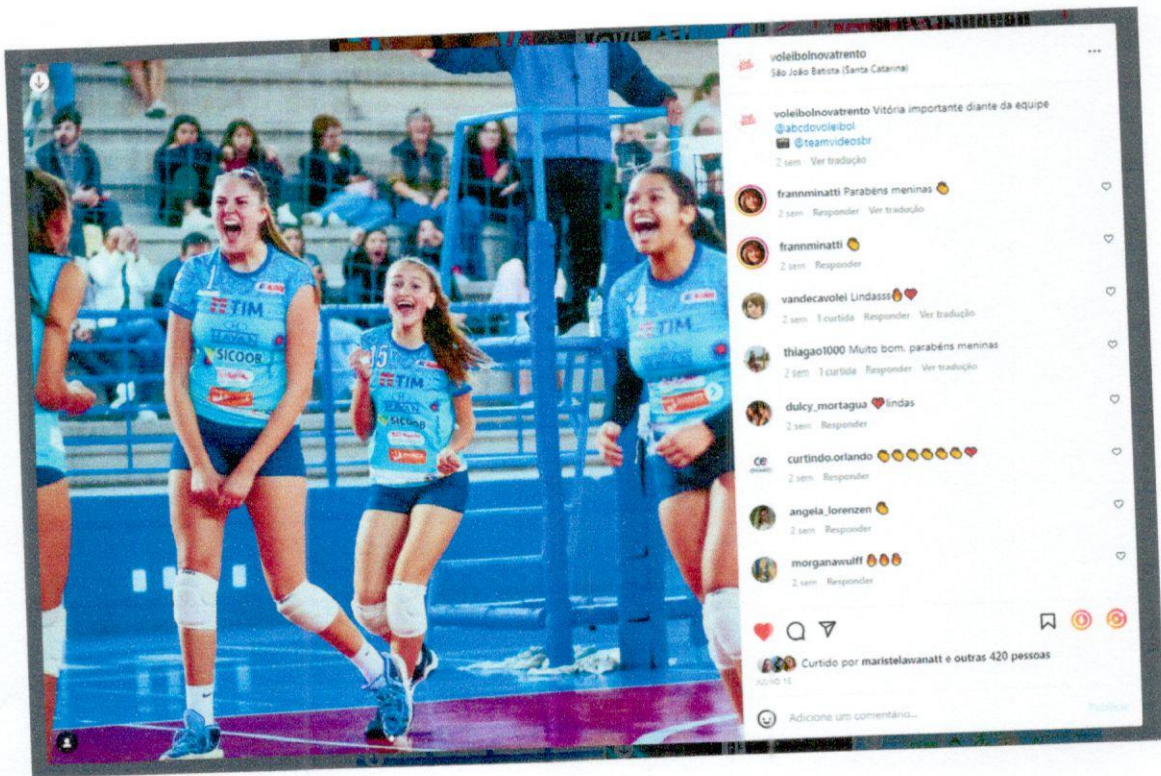 voleibolnovatrento
São João Batista (Santa Catarina)
voleibolnovatrento Vitória importante diante da equipe
@abcdovoleibol
@teamvideosbr
2 sem Ver tradução
frannminatti Parabéns meninas 👏
2 sem Responder Ver tradução
frannminatti 👏
2 sem Responder
vandecavolei Lindasss🔥❤️
2 sem 1 curtida Responder Ver tradução
thiagao1000 Muito bom, parabéns meninas
2 sem 1 curtida Responder Ver tradução
dulcy_mortagua ❤️lindas
2 sem Responder
curtindo.orlando 👏👏👏👏👏👏❤️
2 sem Responder
angela_lorenzen 👏
2 sem Responder
morganawulff 🔥🔥🔥
2 sem Responder
Curtido por maristelawanatt e outras 420 pessoas
Adicione um comentário...
Publicar
TIM
HAVAN
SICOOB
15
TIM
HAVAN
SICOOB
TIM